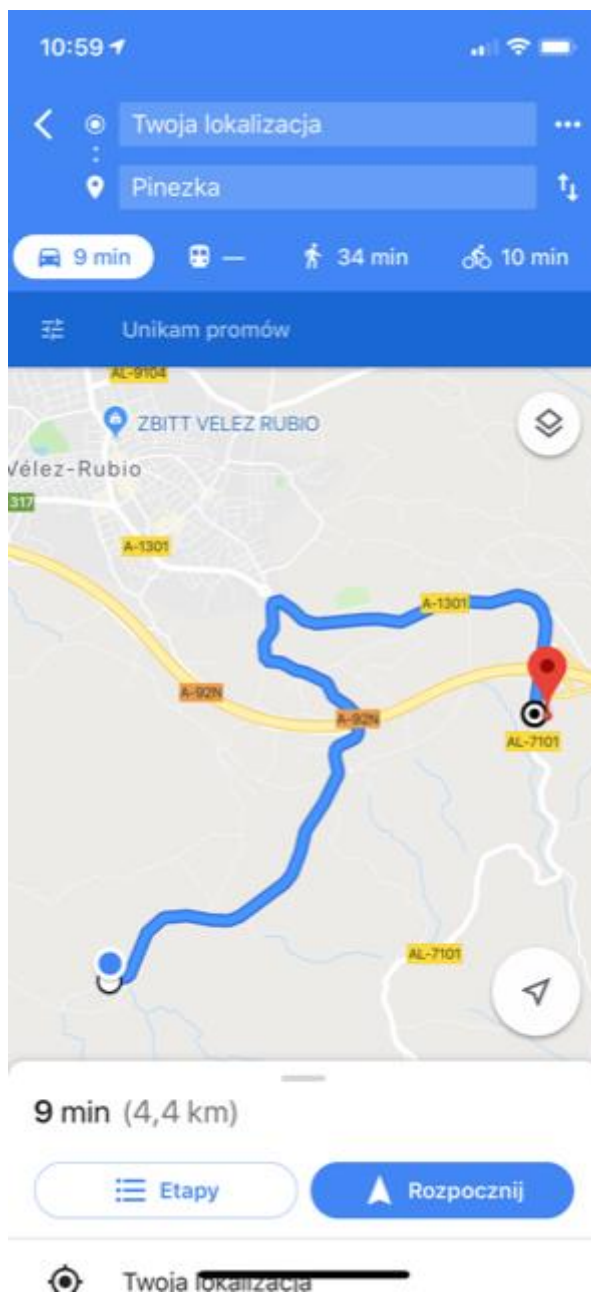 10:59
Twoja lokalizacja
Pinezka
9 min
—
34 min
10 min
Unikam promów
AL-9104
ZBITT VELEZ RUBIO
Vélez-Rubio
317
A-1301
A-1301
A-92N
A-92N
AL-7101
AL-7101
9 min (4,4 km)
Etapy
Rozpocznij
Twoja lokalizacja